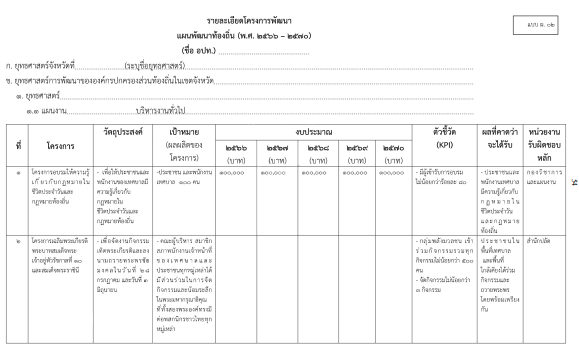 รายละเอียดโครงการพัฒนา
แบบ ผ. ๐๒
แผนพัฒนาท้องถิ่น (พ.ศ. ๒๕๖๖ – ๒๕๗๐)
(ชื่อ อปท.)
ก. ยุทธศาสตร์จังหวัดที่ (ระบุชื่อยุทธศาสตร์)
ข. ยุทธศาสตร์การพัฒนาขององค์กรปกครองส่วนท้องถิ่นในเขตจังหวัด
๑. ยุทธศาสตร์
๑.๑ แผนงาน บริหารงานทั่วไป
ที่
โครงการ
วัตถุประสงค์
เป้าหมาย
(ผลผลิตของ
โครงการ)
งบประมาณ
๒๕๖๖
(บาท)
๒๕๖๗
(บาท)
๒๕๖๘
(บาท)
๒๕๖๙
(บาท)
๒๕๗๐
(บาท)
ตัวชี้วัด
(KPI)
ผลที่คาดว่า
จะได้รับ
หน่วยงาน
รับผิดชอบ
หลัก
๑
โครงการอบรมให้ความรู้
เกี่ยวกับกฎหมายใน
ชีวิตประจำวันและ
กฎหมายท้องถิ่น
- เพื่อให้ประชาชนและ
พนักงานของเทศบาลมี
ความรู้เกี่ยวกับ
กฎหมายใน
ชีวิตประจำวันและ
กฎหมายท้องถิ่น
-ประชาชน และพนักงาน
เทศบาล ๑๐๐ คน
๑๐๐,๐๐๐
๑๐๐,๐๐๐
๑๐๐,๐๐๐
๑๐๐,๐๐๐
๑๐๐,๐๐๐
- มีผู้เข้ารับการอบรม
ไม่น้อยกว่าร้อยละ ๘๐
-ประชาชนและ
พนักงานเทศบาล
มีความรู้เกี่ยวกับ
กฎหมายใน
ชีวิตประจำวัน
และกฎหมาย
ท้องถิ่น
กองวิชาการ
และแผนงาน
๒
โครงการเฉลิมพระเกียรติ
พระบาทสมเด็จพระ
เจ้าอยู่หัวรัชกาลที่ ๑๐
และสมเด็จพระราชินี
- เพื่อจัดงานกิจกรรม
เทิดพระเกียรติและลง
นามถวายพระพรชัย
มงคลในวันที่ ๒๘
กรกฎาคม และวันที่ ๓
มิถุนายน
- คณะผู้บริหาร สมาชิก
สภาพนักงานเจ้าหน้าที่
ของเทศบาลและ
ประชาชนทุกหมู่เหล่าได้
มีส่วนร่วมในการจัด
กิจกรรมและน้อมระลึก
ในพระมหากรุณาธิคุณ
ที่ทั้งสองพระองค์ทรงมี
ต่อพสกนิกรชาวไทยทุก
หมู่เหล่า
- กลุ่มพลังมวลชน เข้า
ร่วมกิจกรรมรวมทุก
กิจกรรมไม่น้อยกว่า ๕๐๐
คน
- จัดกิจกรรมไม่น้อยกว่า
๓ กิจกรรม
ประชาชนใน
พื้นที่เทศบาล
และพื้นที่
ใกล้เคียงได้ร่วม
กิจกรรมและ
ถวายพระพร
โดยพร้อมเพรียง
กัน
สำนักปลัด